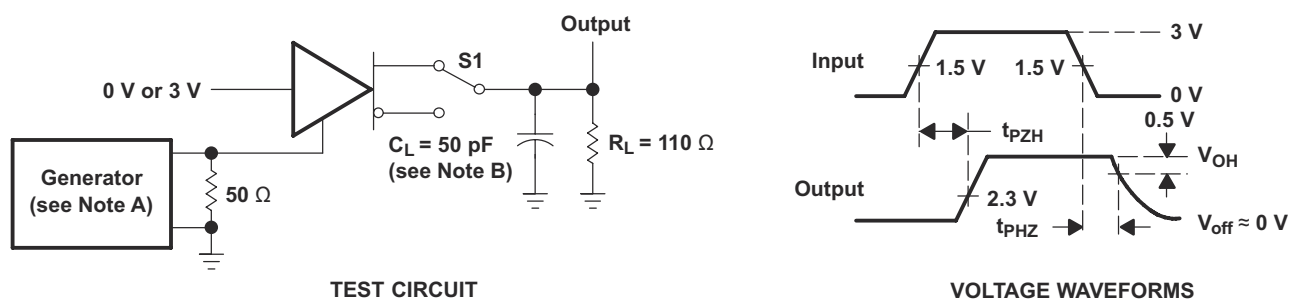 Output
S1
0 V or 3 V
C_L = 50 pF
(see Note B)
R_L = 110 Ω
Generator
(see Note A)
50 Ω
TEST CIRCUIT
Input
1.5 V
1.5 V
3 V
0 V
0.5 V
t_PZH
V_OH
Output
2.3 V
t_PHZ
V_off ≈ 0 V
VOLTAGE WAVEFORMS